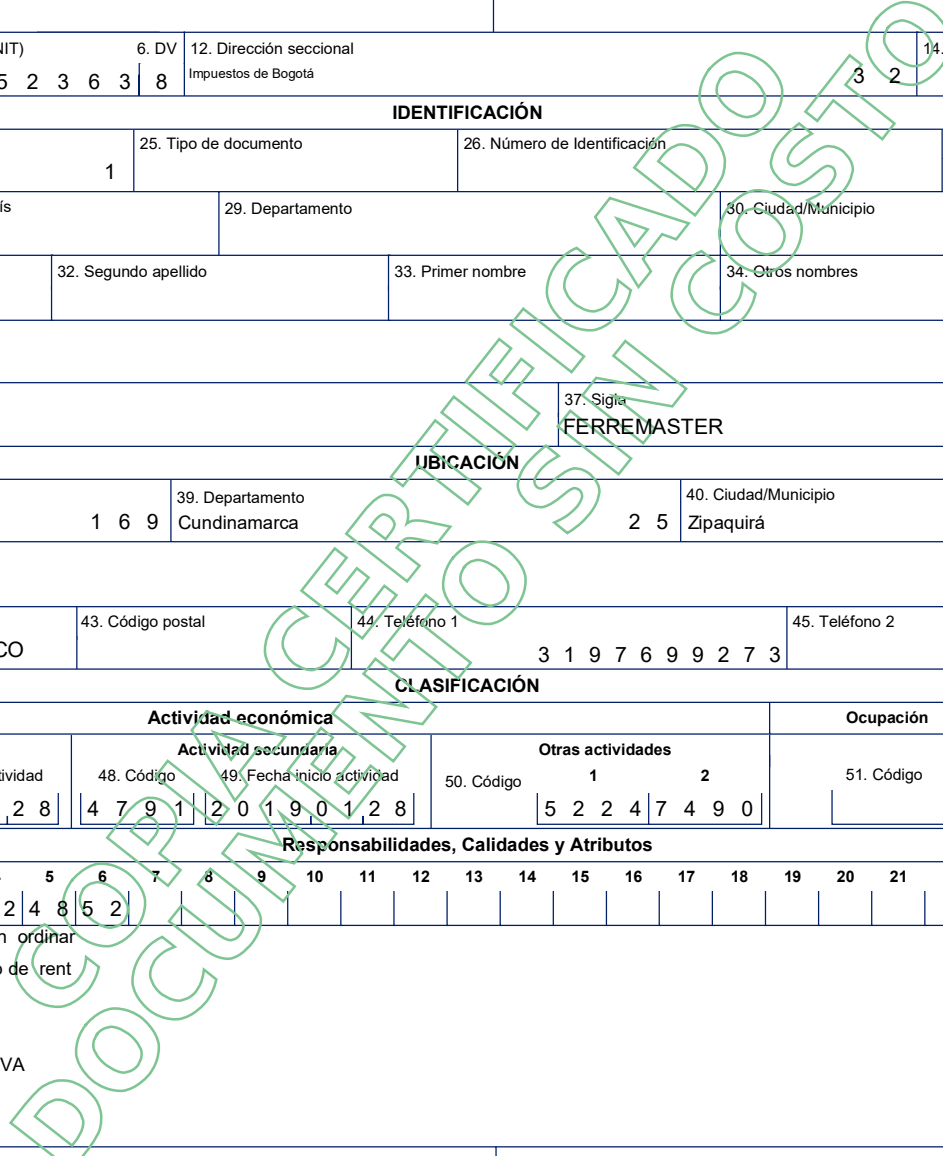 NIT) 6. DV 12. Dirección seccional 14.
5 2 3 6 3 8 Impuestos de Bogotá 3 2
IDENTIFICACIÓN
25. Tipo de documento 26. Número de Identificación
1
ís 29. Departamento 30. Ciudad/Municipio
32. Segundo apellido 33. Primer nombre 34. Otros nombres
37. Sigla
FERREMASTER
UBICACIÓN
39. Departamento 40. Ciudad/Municipio
1 6 9 Cundinamarca 2 5 Zipaquirá
43. Código postal 44. Teléfono 1 45. Teléfono 2
CO 3 1 9 7 6 9 9 2 7 3
CLASIFICACIÓN
Actividad económica Ocupación
Actividad secundaria Otras actividades
tividad 48. Código 49. Fecha inicio actividad 50. Código 1 2 51. Código
2 8 4 7 9 1 2 0 1 9 0 1 2 8 5 2 2 4 7 4 9 0
Responsabilidades, Calidades y Atributos
5 6 7 8 9 10 11 12 13 14 15 16 17 18 19 20 21
2 4 8 5 2
n ordinar
o de rent
VA
COPIA CERTIFICADO
DOCUMENTO SIN COSTO